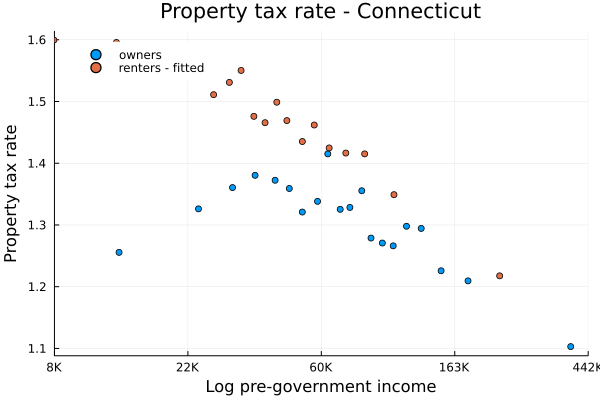 Property tax rate - Connecticut
1.6
owners
renters - fitted
1.5
1.4
1.3
1.2
1.1
Property tax rate
8K
22K
60K
163K
442K
Log pre-government income